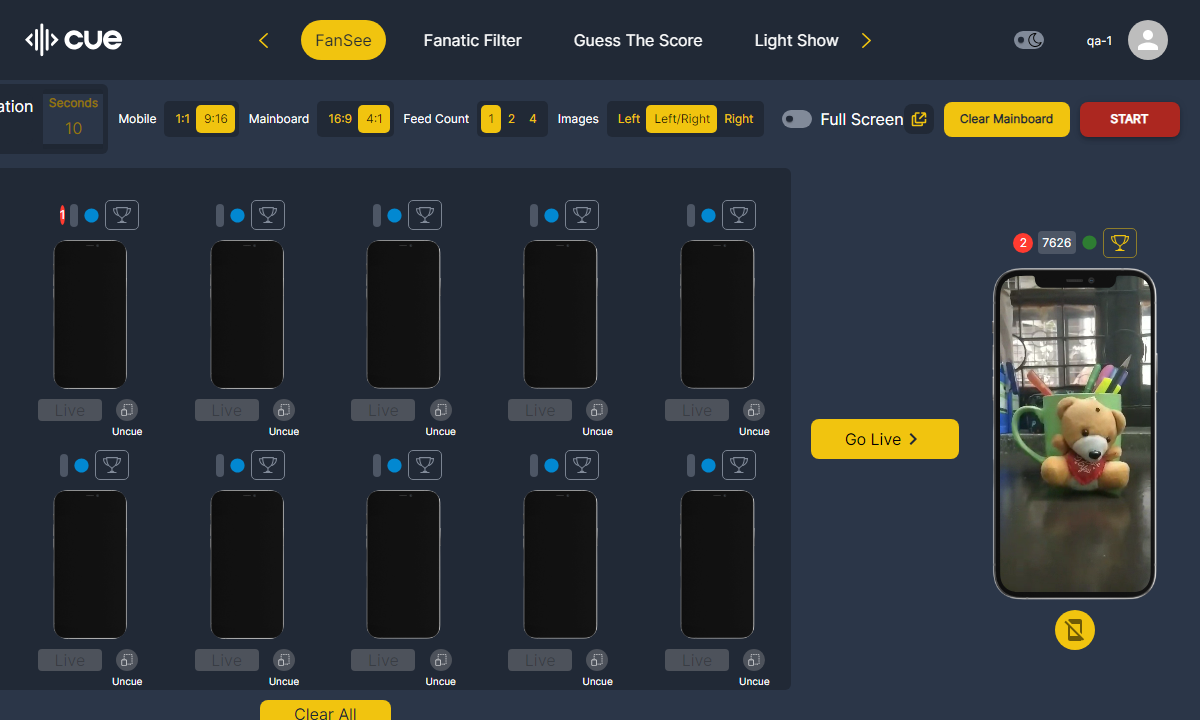 cue
FanSee
Fanatic Filter
Guess The Score
Light Show
qa-1
ation
Seconds
10
Mobile
1:1
9:16
Mainboard
16:9
4:1
Feed Count
1
2
4
Images
Left
Left/Right
Right
Full Screen
Clear Mainboard
START
1
2
7626
Live
Live
Live
Live
Live
Uncue
Uncue
Uncue
Uncue
Uncue
Go Live
Live
Live
Live
Live
Live
Uncue
Uncue
Uncue
Uncue
Uncue
Clear All